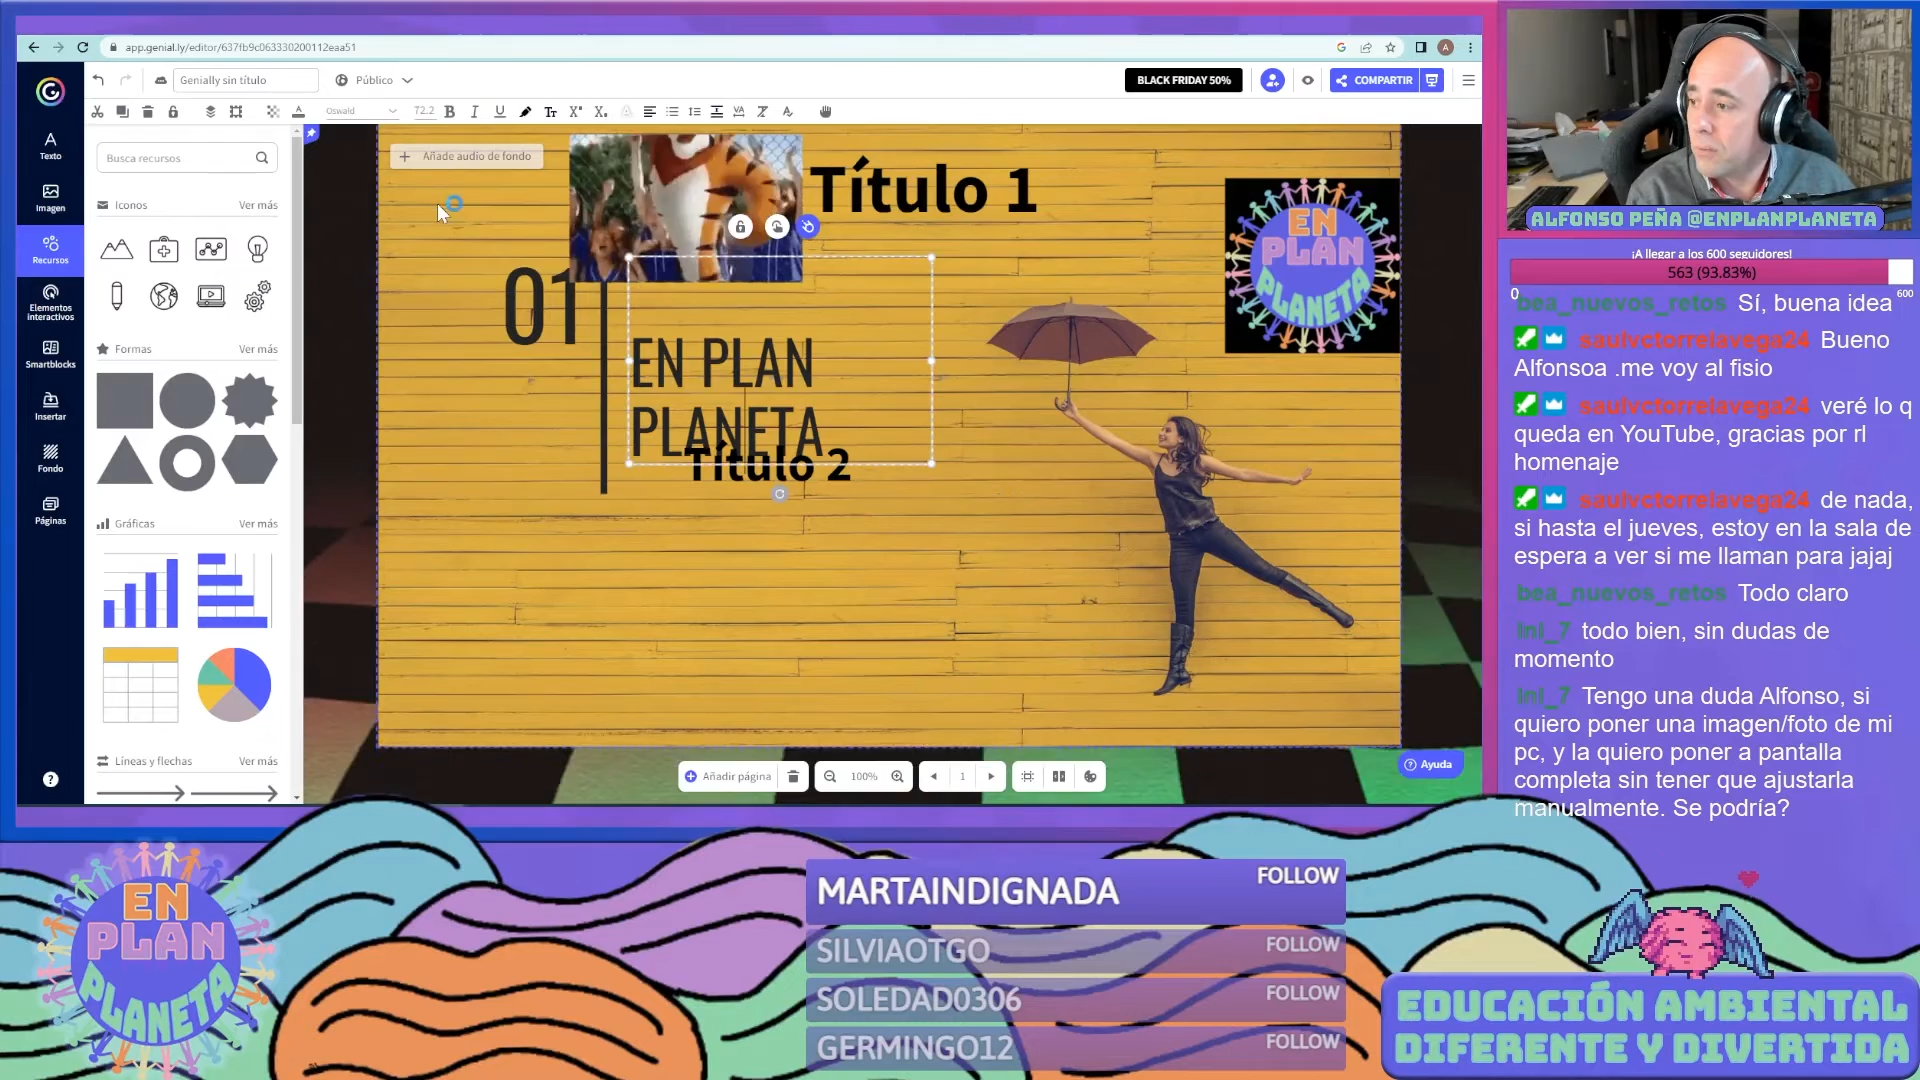 app.genial.ly/editor/637fb9c063330200112eaa51
A
Genially sin título
Público
BLACK FRIDAY 50%
COMPARTIR
Oswald
72.2
Texto
Imagen
Recursos
Elementos
interactivos
Smartblocks
Insertar
Fondo
Páginas
Busca recursos
Iconos
Ver más
Formas
Ver más
Gráficas
Ver más
Líneas y flechas
Ver más
Añade audio de fondo
Título 1
01
EN PLAN
PLANETA
Título 2
EN
PLAN
PLANETA
Añadir página
100%
1
Ayuda
ALFONSO PEÑA @ENPLANPLANETA
¡A llegar a los 600 seguidores!
563 (93.83%)
0
600
bea_nuevos_retos Sí, buena idea
saulvctorrelavega24 Bueno
Alfonsoa .me voy al fisio
saulvctorrelavega24 veré lo q
queda en YouTube, gracias por rl
homenaje
saulvctorrelavega24 de nada,
si hasta el jueves, estoy en la sala de
espera a ver si me llaman para jajaj
bea_nuevos_retos Todo claro
todo bien, sin dudas de
momento
Tengo una duda Alfonso, si
quiero poner una imagen/foto de mi
pc, y la quiero poner a pantalla
completa sin tener que ajustarla
manualmente. Se podría?
EN
PLAN
PLANETA
MARTAINDIGNADA FOLLOW
SILVIAOTGO FOLLOW
SOLEDAD0306 FOLLOW
GERMINGO12 FOLLOW
EDUCACIÓN AMBIENTAL
DIFERENTE Y DIVERTIDA